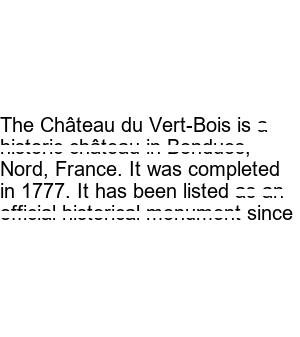 The Château du Vert-Bois is a
historic château in Bondues,
Nord, France. It was completed
in 1777. It has been listed as an
official historical monument since